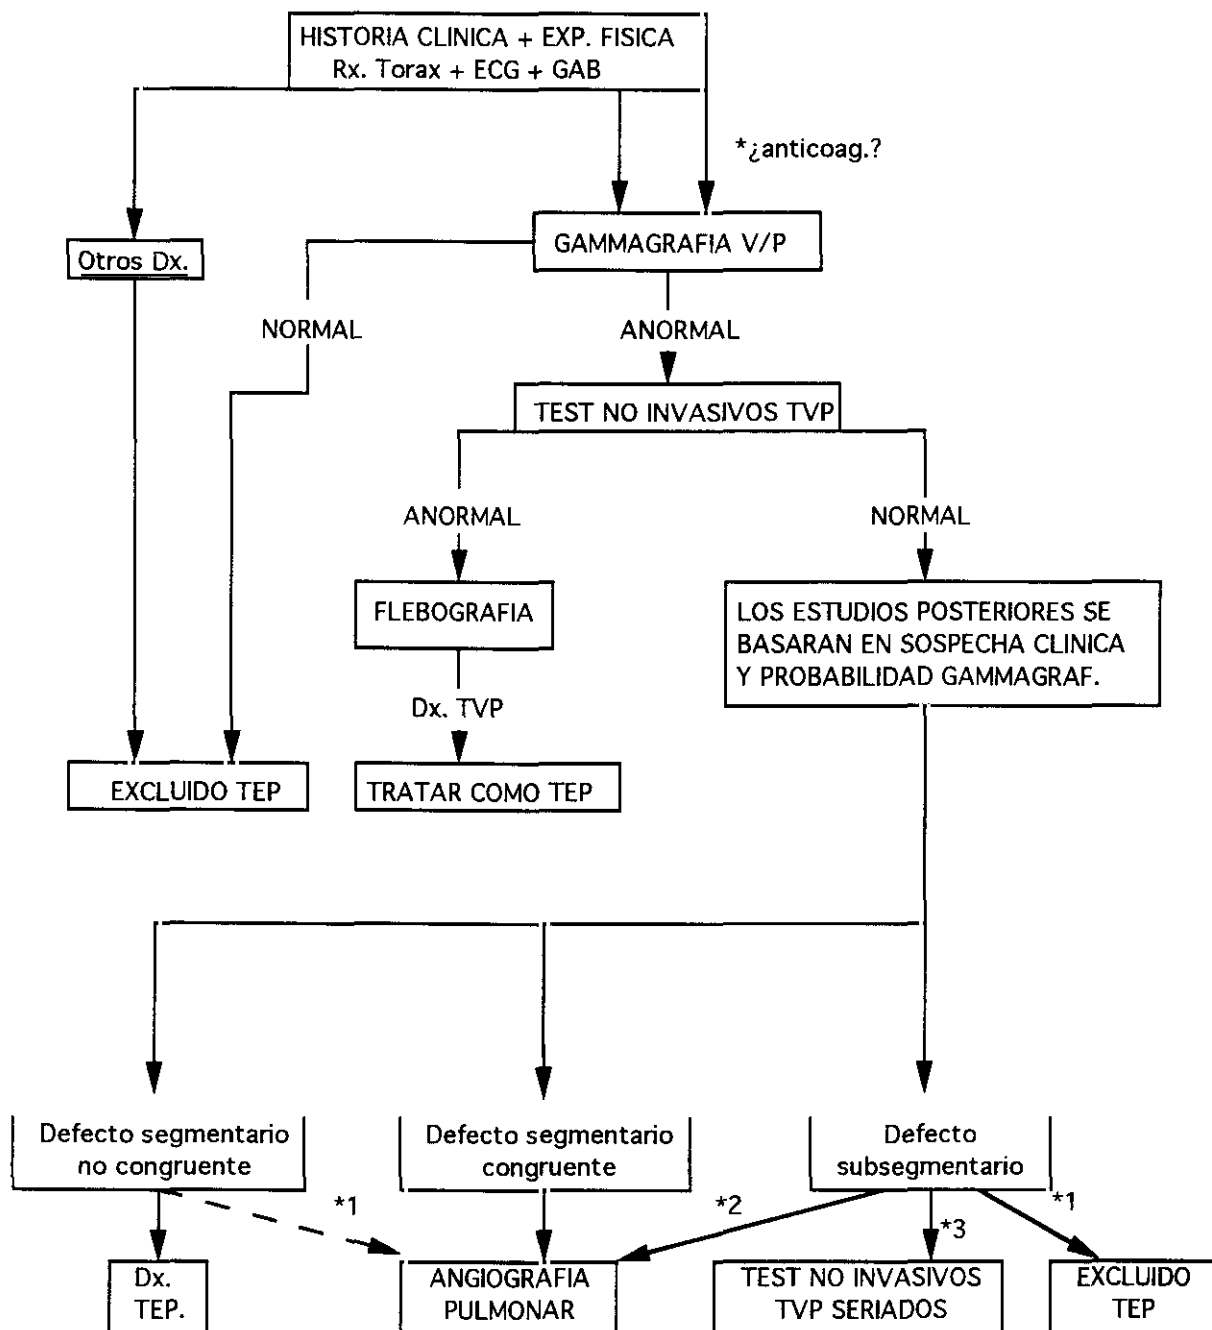 HISTORIA CLINICA + EXP. FISICA
Rx. Torax + ECG + GAB
*¿anticoag.?
Otros Dx.
GAMMAGRAFIA V/P
NORMAL
ANORMAL
TEST NO INVASIVOS TVP
ANORMAL
NORMAL
FLEBOGRAFIA
LOS ESTUDIOS POSTERIORES SE
BASARAN EN SOSPECHA CLINICA
Y PROBABILIDAD GAMMAGRAF.
Dx. TVP
EXCLUIDO TEP
TRATAR COMO TEP
Defecto segmentario
no congruente
Defecto segmentario
congruente
Defecto
subsegmentario
*1
*2
*3
*1
Dx.
TEP.
ANGIOGRAFIA
PULMONAR
TEST NO INVASIVOS
TVP SERIADOS
EXCLUIDO
TEP